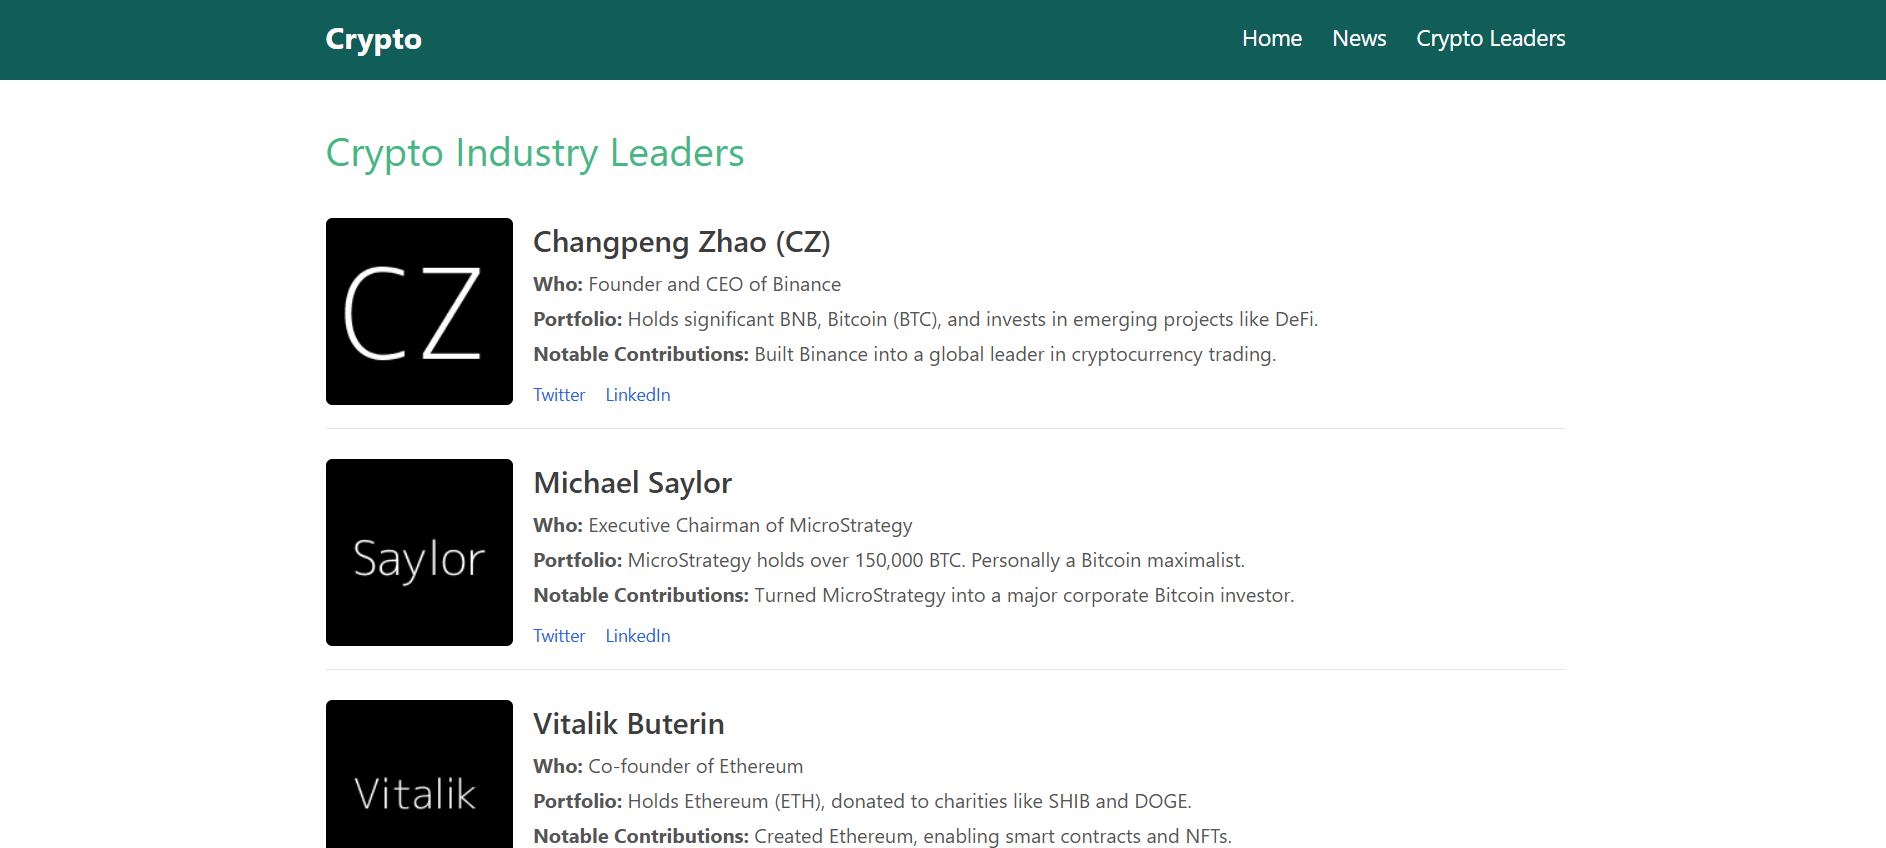 Crypto
Home News Crypto Leaders
Crypto Industry Leaders
CZ
Changpeng Zhao (CZ)
Who: Founder and CEO of Binance
Portfolio: Holds significant BNB, Bitcoin (BTC), and invests in emerging projects like DeFi.
Notable Contributions: Built Binance into a global leader in cryptocurrency trading.
Twitter LinkedIn
Saylor
Michael Saylor
Who: Executive Chairman of MicroStrategy
Portfolio: MicroStrategy holds over 150,000 BTC. Personally a Bitcoin maximalist.
Notable Contributions: Turned MicroStrategy into a major corporate Bitcoin investor.
Twitter LinkedIn
Vitalik
Vitalik Buterin
Who: Co-founder of Ethereum
Portfolio: Holds Ethereum (ETH), donated to charities like SHIB and DOGE.
Notable Contributions: Created Ethereum, enabling smart contracts and NFTs.